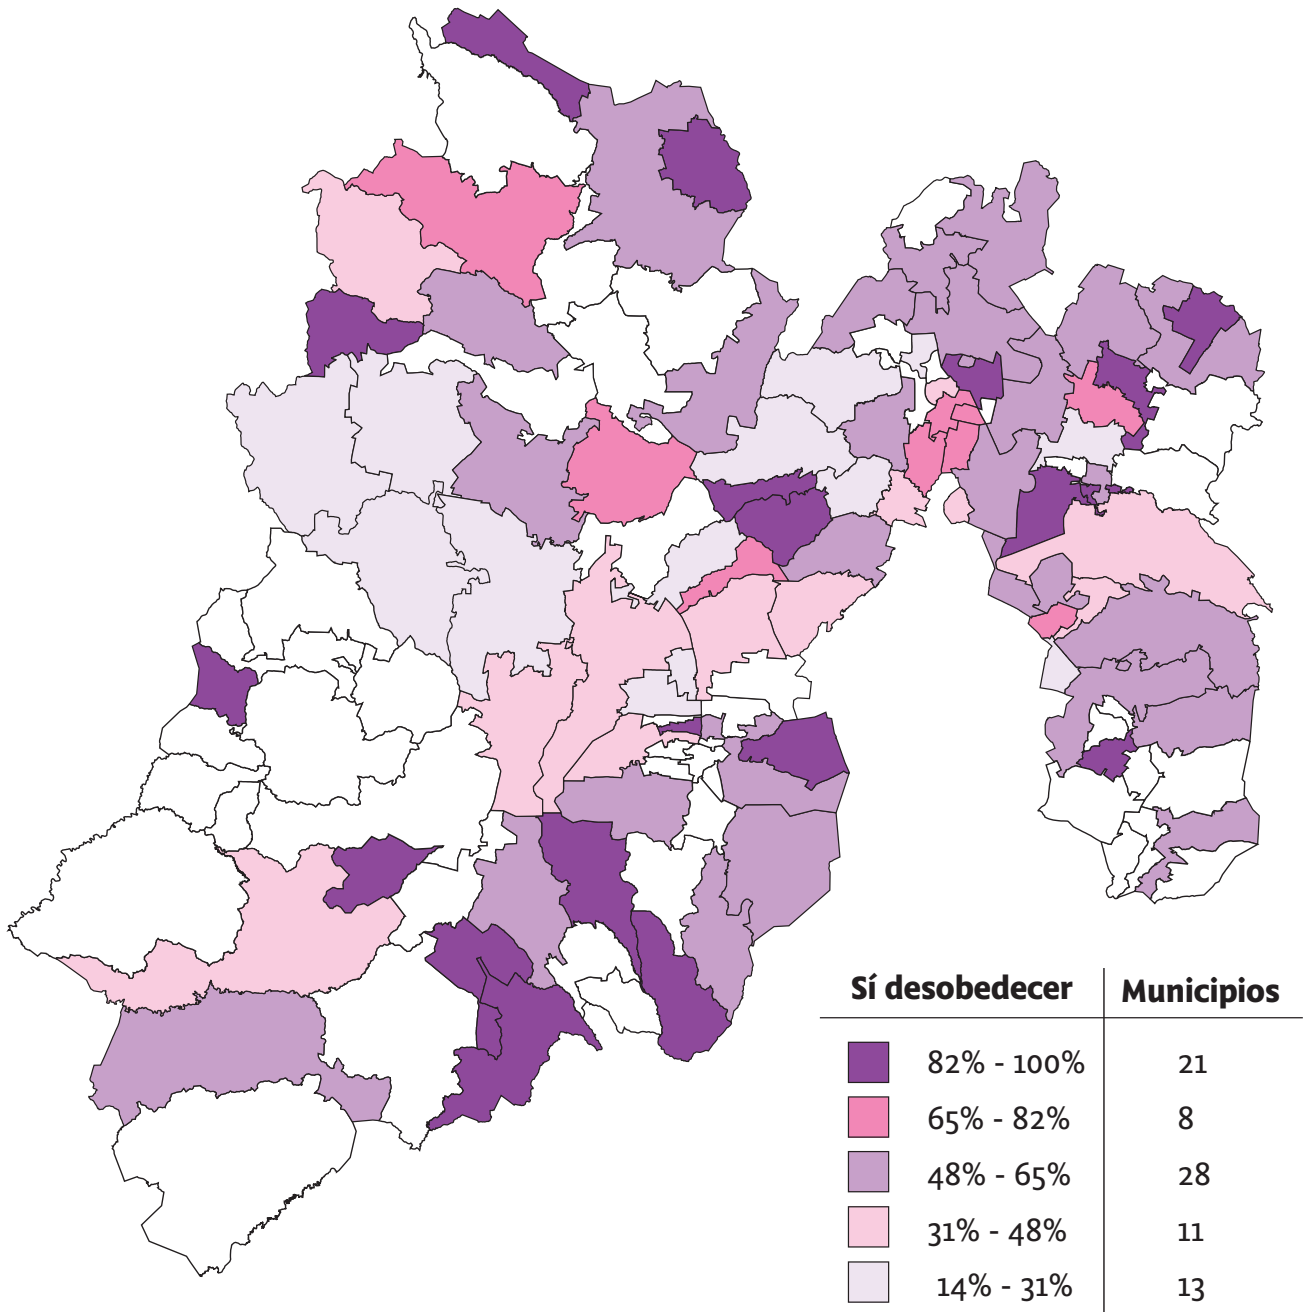 Sí desobedecer Municipios
82% - 100% 21
65% - 82% 8
48% - 65% 28
31% - 48% 11
14% - 31% 13